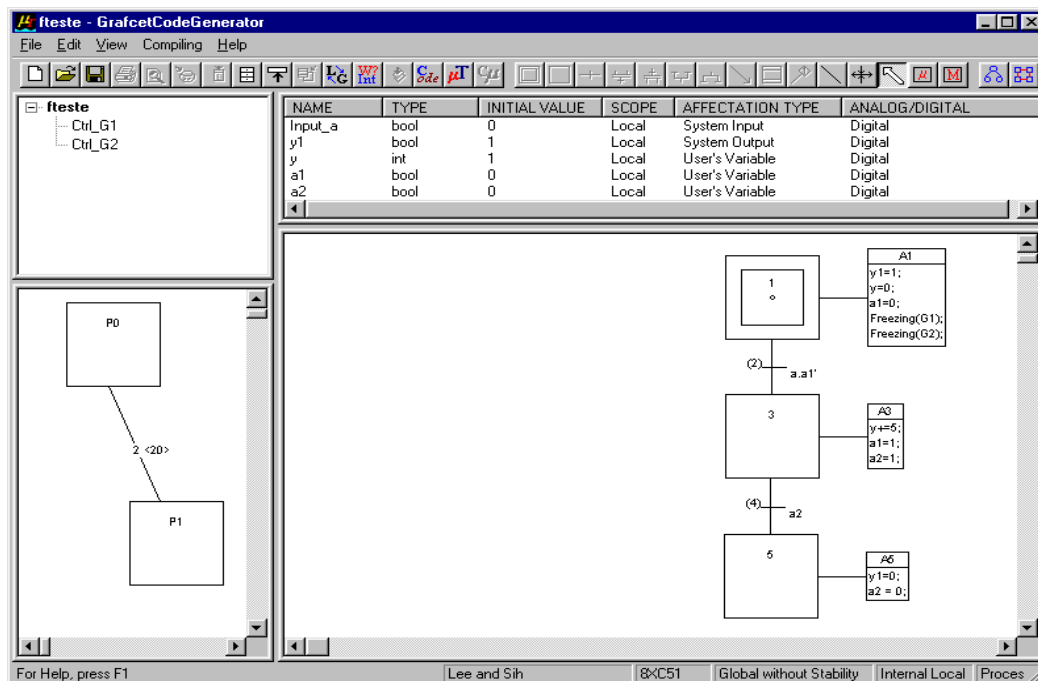 fteste - GrafcetCodeGenerator
File Edit View Compiling Help
W? Int Code μT Cμ μ M
fteste
Ctrl_G1
Ctrl_G2
NAME TYPE INITIAL VALUE SCOPE AFFECTATION TYPE ANALOG/DIGITAL
Input_a bool 0 Local System Input Digital
y1 bool 1 Local System Output Digital
y int 1 Local User's Variable Digital
a1 bool 0 Local User's Variable Digital
a2 bool 0 Local User's Variable Digital
P0
2 <20>
P1
1
A1
y1=1;
y=0;
a1=0;
Freezing(G1);
Freezing(G2);
(2) a.a1'
3
A3
y+=5;
a1=1;
a2=1;
(4) a2
5
A5
y1=0;
a2 = 0;
For Help, press F1 Lee and Sih 8XC51 Global without Stability Internal Local Proces